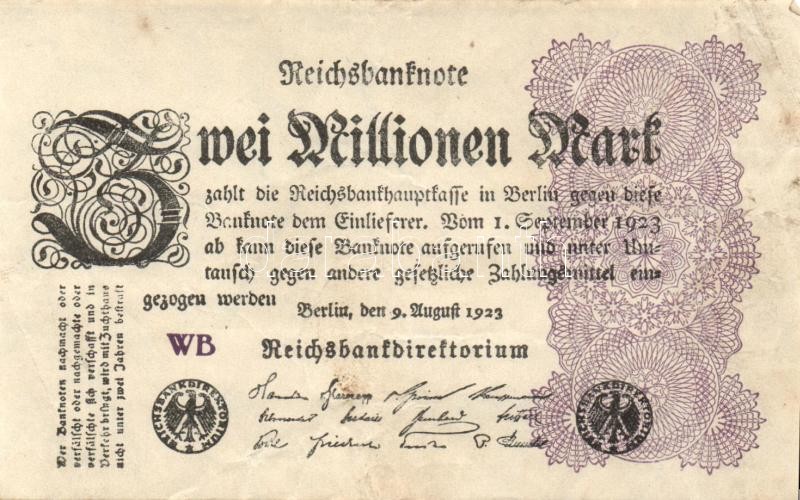 Reichsbanknote
Zwei Millionen Mark
zahlt die Reichsbankhauptkasse in Berlin gegen diese
Banknote dem Einlieferer. Vom 1. September 1923
ab kann diese Banknote aufgerufen und unter Um-
tausch gegen andere gesetzliche Zahlungsmittel ein-
gezogen werden
Berlin, den 9. August 1923
WB
Reichsbankdirektorium
Wer Banknoten nachmacht oder
verfälscht oder nachgemachte oder
verfälschte sich verschafft und in
Verkehr bringt, wird mit Zuchthaus
nicht unter zwei Jahren bestraft
REICHSBANKDIREKTORIUM
REICHSBANKDIREKTORIUM